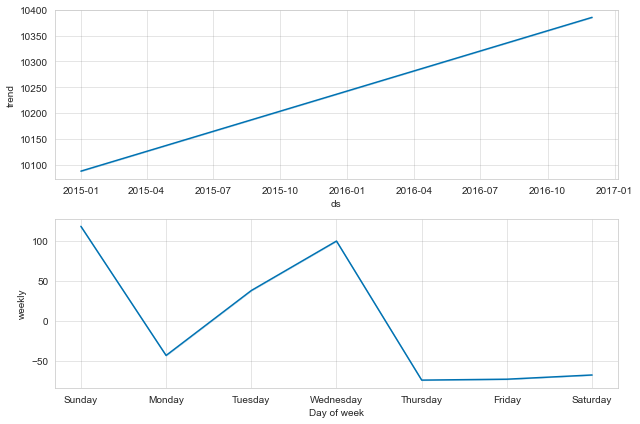 10400
10350
10300
10250
10200
10150
10100
trend
2015-01 2015-04 2015-07 2015-10 2016-01 2016-04 2016-07 2016-10 2017-01
ds
100
50
0
−50
weekly
Sunday Monday Tuesday Wednesday Thursday Friday Saturday
Day of week